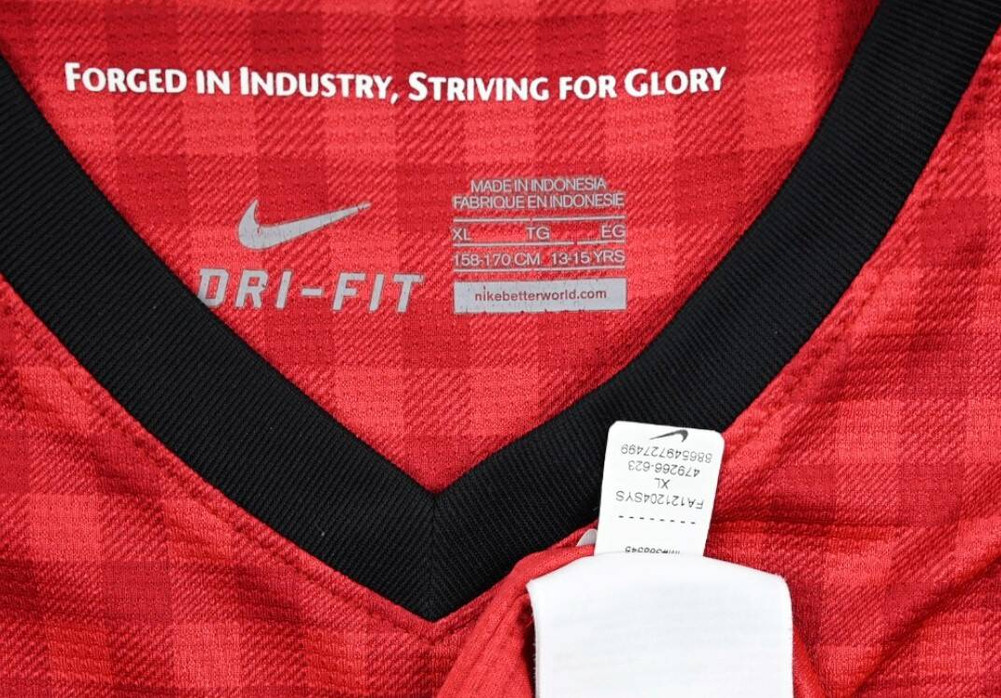 FORGED IN INDUSTRY, STRIVING FOR GLORY
MADE IN INDONESIA
FABRIQUE EN INDONESIE
XL TG EG
158-170 CM 13-15 YRS
DRI-FIT
nikebetterworld.com
FA121204SYS
XL
479266-623
886549727499